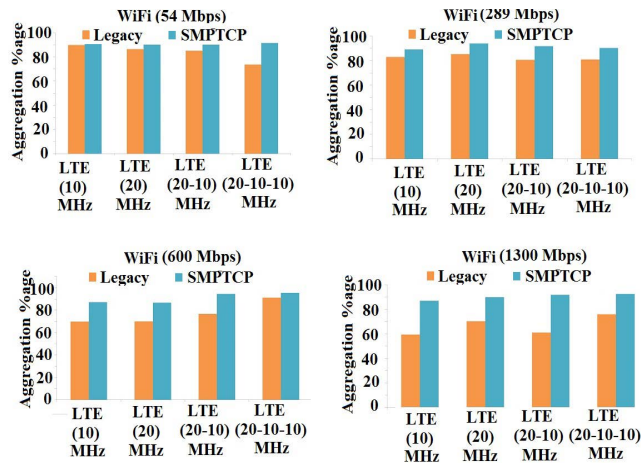 WiFi (54 Mbps)
Legacy SMPTCP
Aggregation %age
100
80
60
40
20
0
LTE LTE LTE LTE
(10) (20) (20-10) (20-10-10)
MHz MHz MHz MHz
WiFi (289 Mbps)
Legacy SMPTCP
Aggregation %age
100
80
60
40
20
0
LTE LTE LTE LTE
(10) (20) (20-10) (20-10-10)
MHz MHz MHz MHz
WiFi (600 Mbps)
Legacy SMPTCP
Aggregation %age
100
80
60
40
20
0
LTE LTE LTE LTE
(10) (20) (20-10) (20-10-10)
MHz MHz MHz MHz
WiFi (1300 Mbps)
Legacy SMPTCP
Aggregation %age
100
80
60
40
20
0
LTE LTE LTE LTE
(10) (20) (20-10) (20-10-10)
MHz MHz MHz MHz